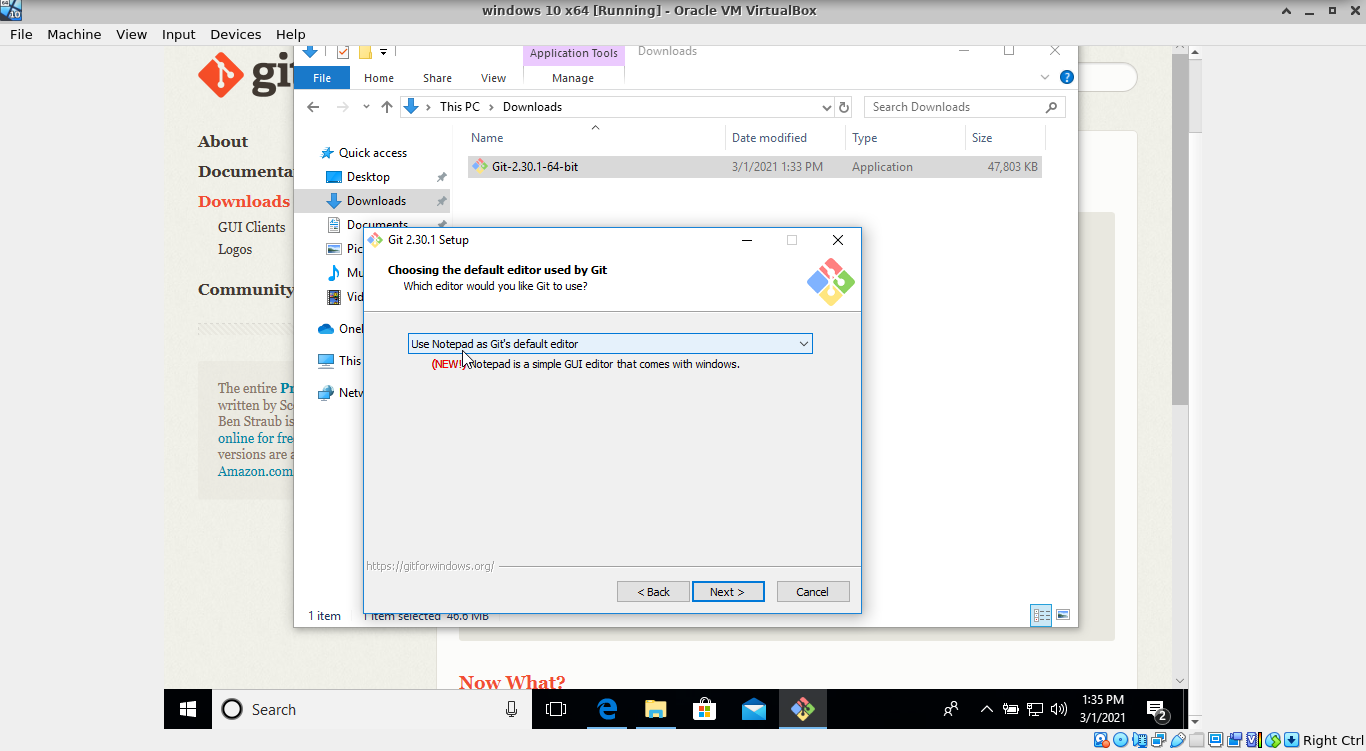 windows 10 x64 [Running] - Oracle VM VirtualBox
File Machine View Input Devices Help
Application Tools
Downloads
File Home Share View Manage
This PC > Downloads
Search Downloads
Name Date modified Type Size
Git-2.30.1-64-bit 3/1/2021 1:33 PM Application 47,803 KB
Quick access
Desktop
Downloads
Documents
Pic
Mu
Vid
OneI
This
Netw
1 item 1 item selected 46.6 MB
git
About
Documenta
Downloads
GUI Clients
Logos
Community
The entire Pr
written by Sc
Ben Straub is
online for fre
versions are a
Amazon.com
Git 2.30.1 Setup
Choosing the default editor used by Git
Which editor would you like Git to use?
Use Notepad as Git's default editor
(NEW!) Notepad is a simple GUI editor that comes with windows.
https://gitforwindows.org/
< Back Next > Cancel
Now What?
Search
1:35 PM
3/1/2021
2
Right Ctrl